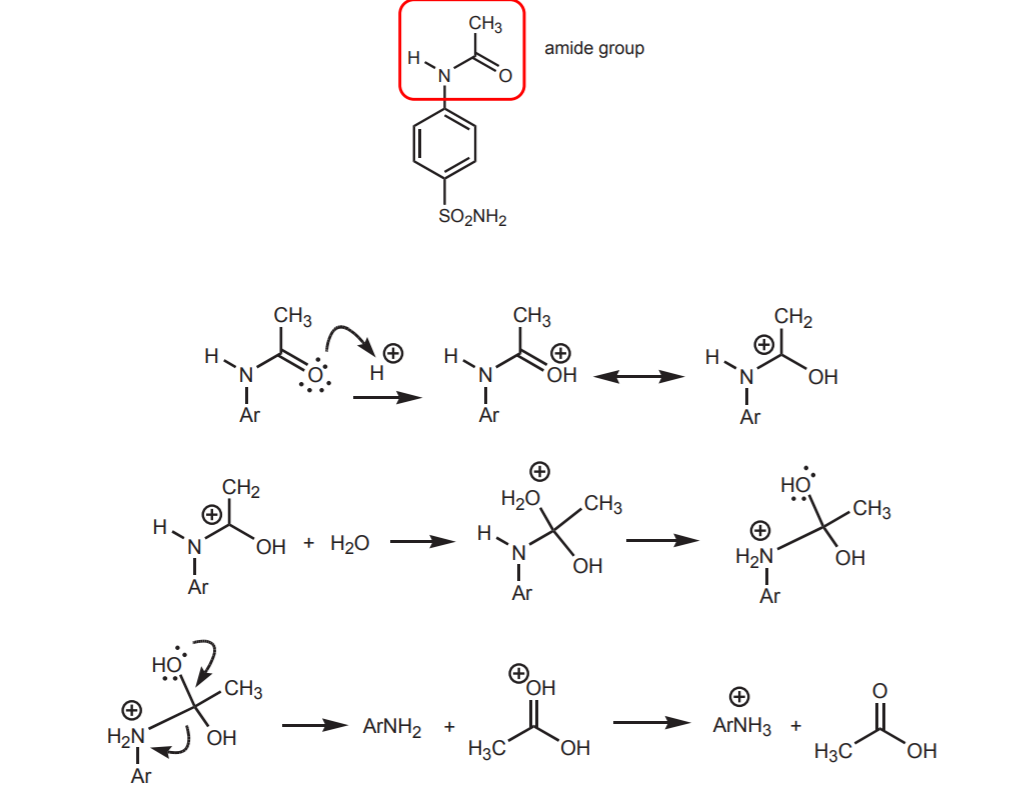 CH3
amide group
H
N
O
SO2NH2
CH3
CH3
CH2
H
N
O
H
⊕
H
N
⊕
OH
H
⊕
N
OH
Ar
Ar
Ar
CH2
H
⊕
N
OH + H2O
Ar
⊕
H2O
CH3
H
N
OH
Ar
HO
CH3
⊕
H2N
OH
Ar
HO
CH3
⊕
H2N
OH
Ar
ArNH2 +
⊕
OH
H3C
OH
⊕
ArNH3 +
O
H3C
OH